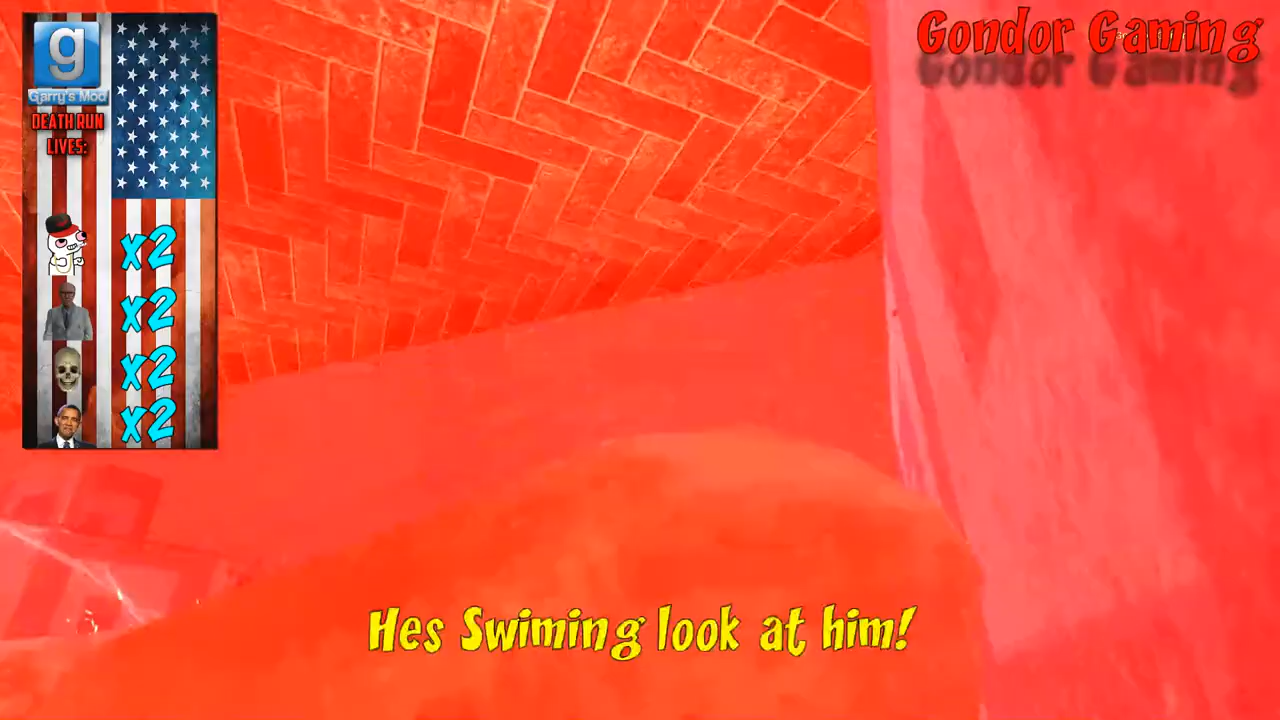 g
Garry's Mod
DEATH RUN
LIVES:
x2
x2
x2
x2
Gondor Gaming
Hes Swiming look at him!